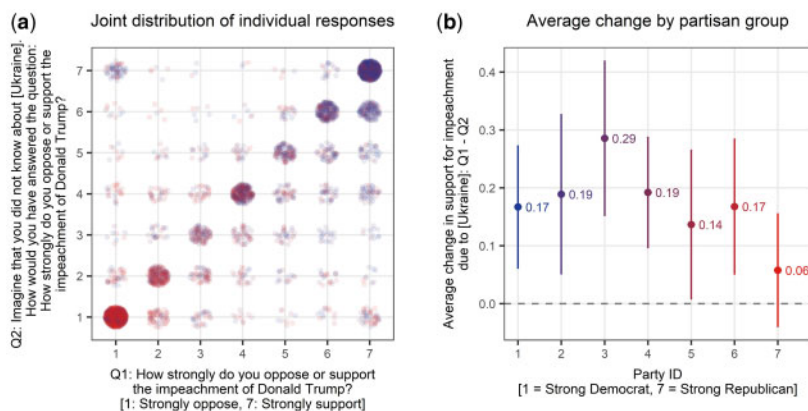 (a) Joint distribution of individual responses
Q2: Imagine that you did not know about [Ukraine].
How would you have answered the question:
How strongly do you oppose or support the
impeachment of Donald Trump?
7
6
5
4
3
2
1
1 2 3 4 5 6 7
Q1: How strongly do you oppose or support
the impeachment of Donald Trump?
[1: Strongly oppose, 7: Strongly support]
(b) Average change by partisan group
Average change in support for impeachment
due to [Ukraine]: Q1 - Q2
0.4
0.3
0.2
0.1
0.0
0.17
0.19
0.29
0.19
0.14
0.17
0.06
1 2 3 4 5 6 7
Party ID
[1 = Strong Democrat, 7 = Strong Republican]